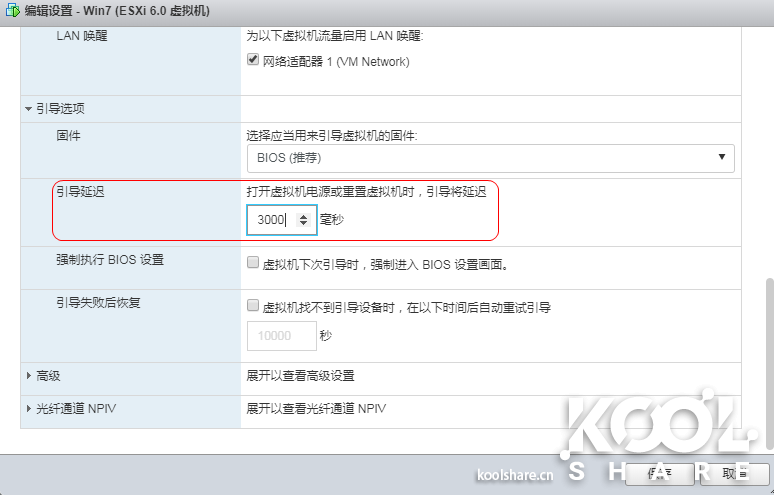 编辑设置 - Win7 (ESXi 6.0 虚拟机)
LAN 唤醒
为以下虚拟机流量启用 LAN 唤醒:
网络适配器 1 (VM Network)
引导选项
固件
选择应当用来引导虚拟机的固件:
BIOS (推荐)
引导延迟
打开虚拟机电源或重置虚拟机时，引导将延迟
3000 毫秒
强制执行 BIOS 设置
虚拟机下次引导时，强制进入 BIOS 设置画面。
引导失败后恢复
虚拟机找不到引导设备时，在以下时间后自动重试引导
10000 秒
高级
展开以查看高级设置
光纤通道 NPIV
展开以查看光纤通道 NPIV
KOOL
SHARE
koolshare.cn
保存
取消